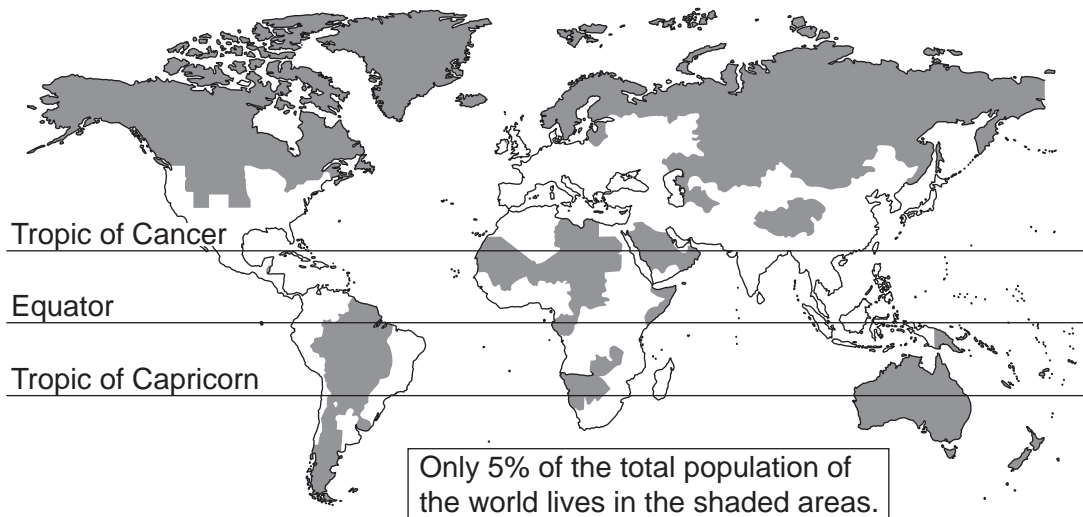 Tropic of Cancer
Equator
Tropic of Capricorn
Only 5% of the total population of
the world lives in the shaded areas.